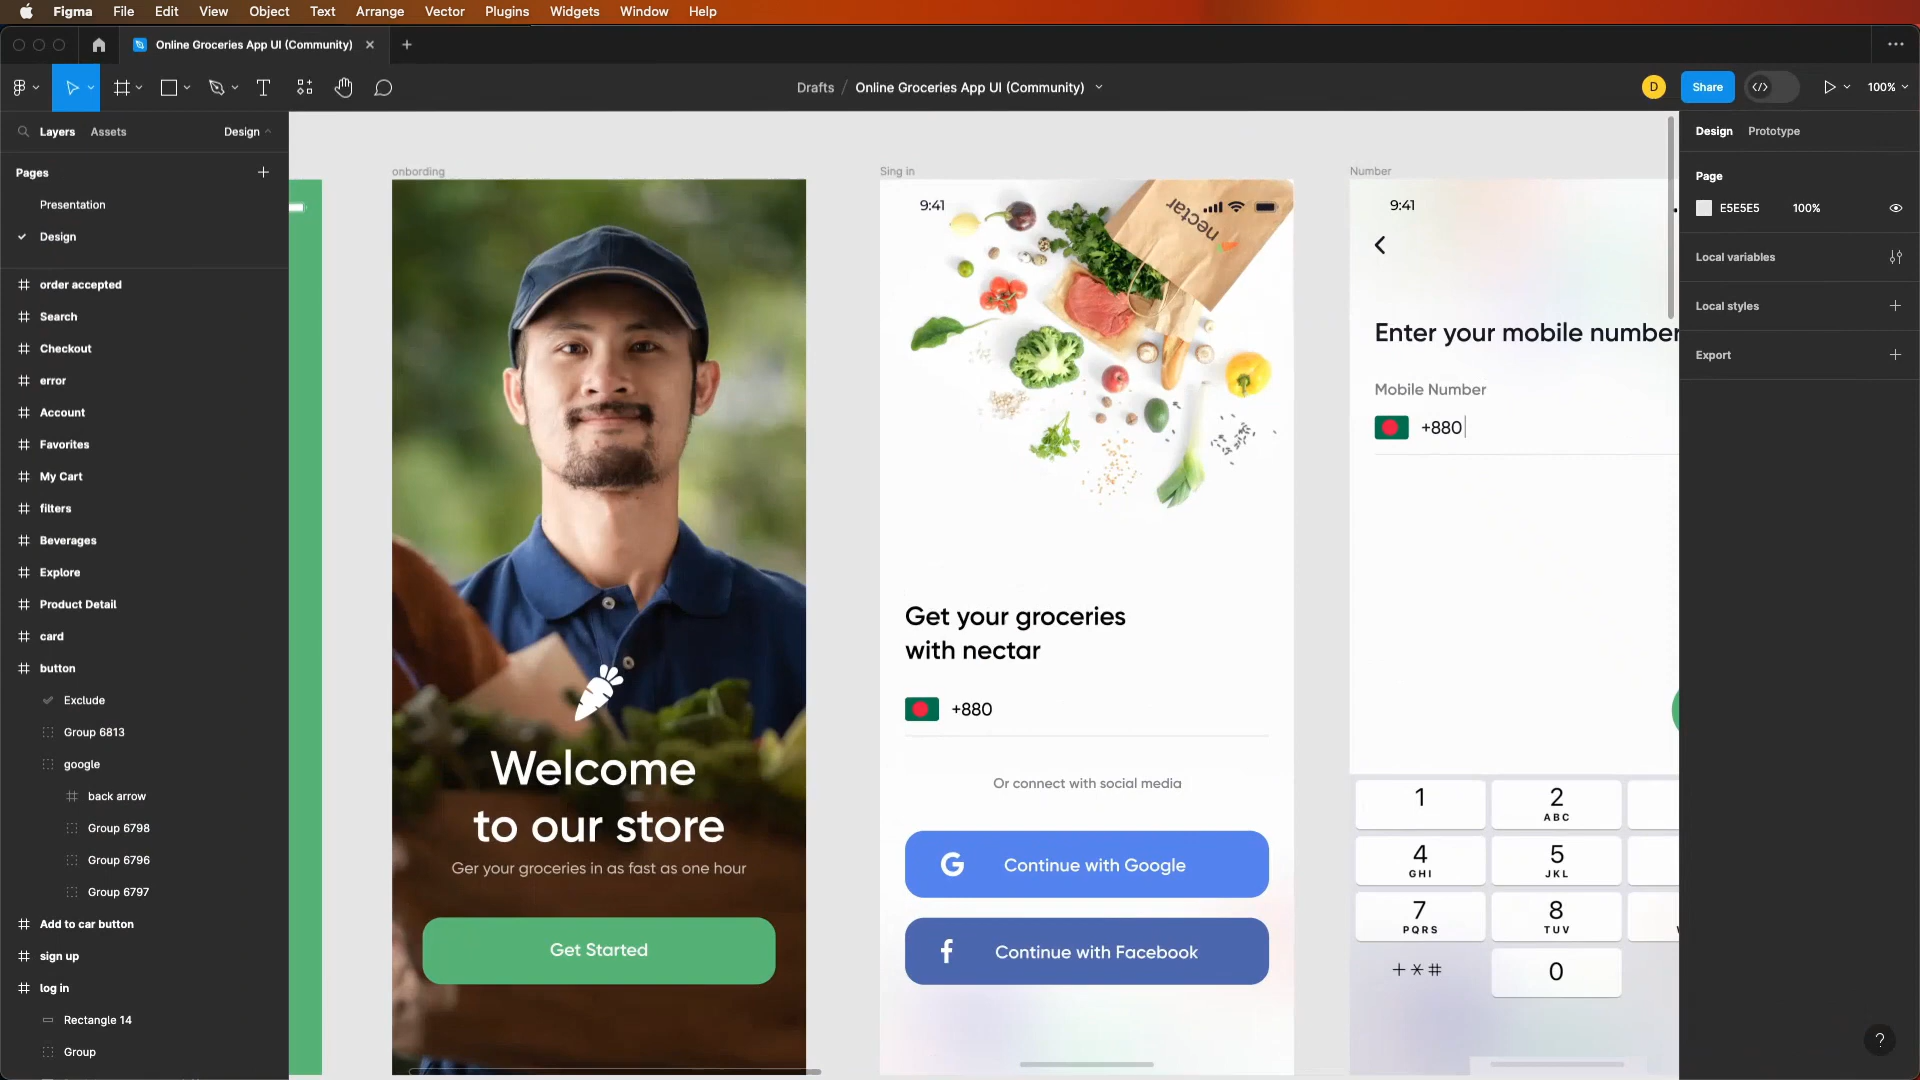 Figma File Edit View Object Text Arrange Vector Plugins Widgets Window Help
Online Groceries App UI (Community)
Drafts / Online Groceries App UI (Community)
D
Share
100%
Layers
Assets
Design
Pages
Presentation
Design
order accepted
Search
Checkout
error
Account
Favorites
My Cart
filters
Beverages
Explore
Product Detail
card
button
Exclude
Group 6813
google
back arrow
Group 6798
Group 6796
Group 6797
Add to car button
sign up
log in
Rectangle 14
Group
onbording
Welcome
to our store
Ger your groceries in as fast as one hour
Get Started
Sing in
9:41
nectar
Get your groceries
with nectar
+880
Or connect with social media
G
Continue with Google
f
Continue with Facebook
Number
9:41
Enter your mobile number
Mobile Number
+880
1
2
ABC
4
GHI
5
JKL
7
PQRS
8
TUV
+*#
0
Design
Prototype
Page
E5E5E5
100%
Local variables
Local styles
Export
?